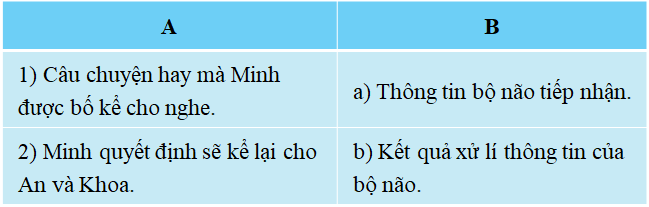 A
B
1) Câu chuyện hay mà Minh
được bố kể cho nghe.
a) Thông tin bộ não tiếp nhận.
2) Minh quyết định sẽ kể lại cho
An và Khoa.
b) Kết quả xử lí thông tin của
bộ não.